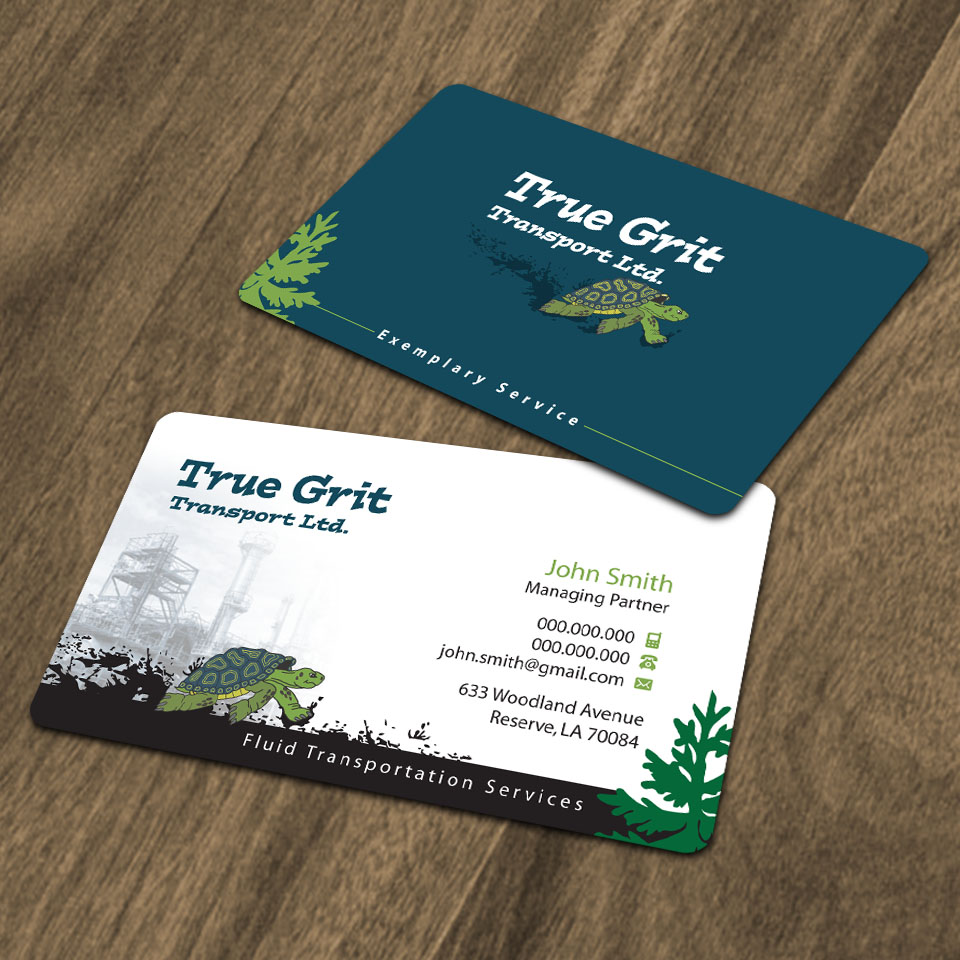 True Grit
Transport Ltd.
Exemplary Service
True Grit
Transport Ltd.
John Smith
Managing Partner
000.000.000
000.000.000
john.smith@gmail.com
633 Woodland Avenue
Reserve, LA 70084
Fluid Transportation Services